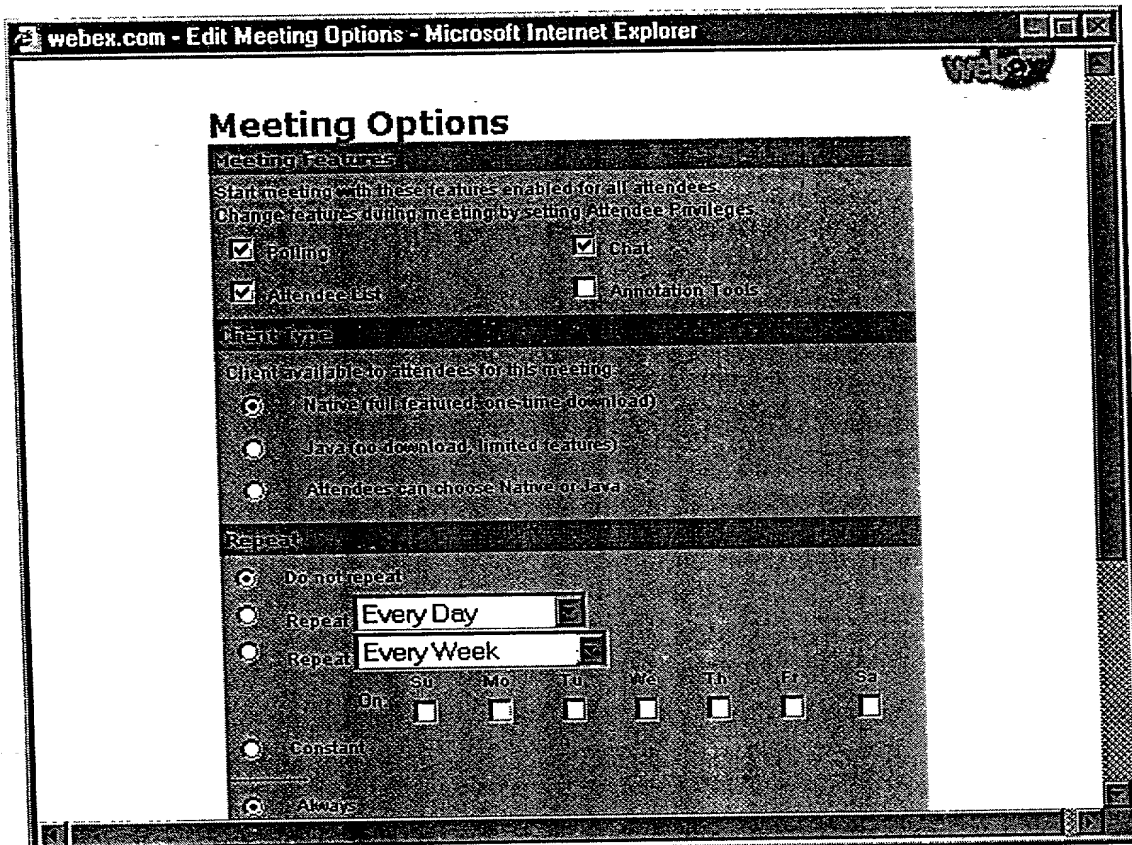 webex.com - Edit Meeting Options - Microsoft Internet Explorer
webex
Meeting Options
Meeting Features
Start meeting with these features enabled for all attendees.
Change features during meeting by setting Attendee Privileges
Polling Chat
Attendee List Annotation Tools
Client Type
Client available to attendees for this meeting:
Native (full featured, one-time download)
Java (no download, limited features)
Attendees can choose Native or Java
Repeat
Do not repeat
Repeat Every Day
Repeat Every Week
Su Mo Tu We Th Fr Sa
On:
Constant
Always